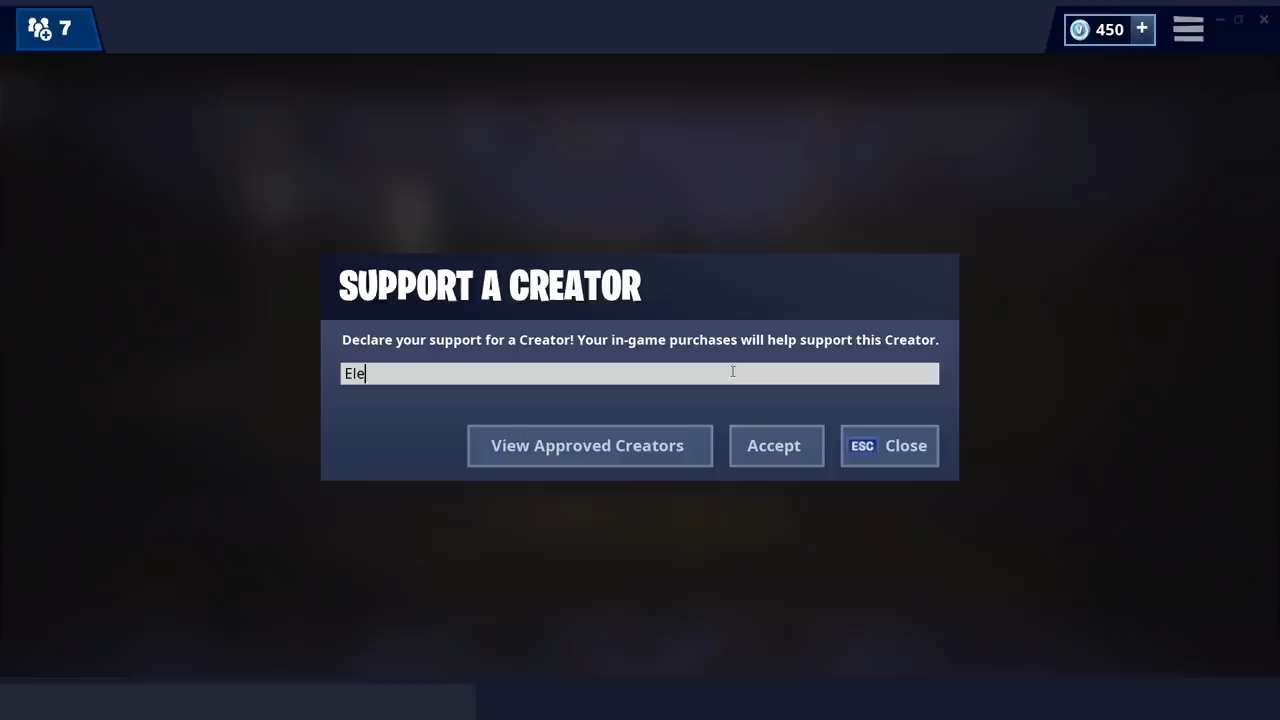 7
450 +
SUPPORT A CREATOR
Declare your support for a Creator! Your in-game purchases will help support this Creator.
Ele
View Approved Creators Accept ESC Close